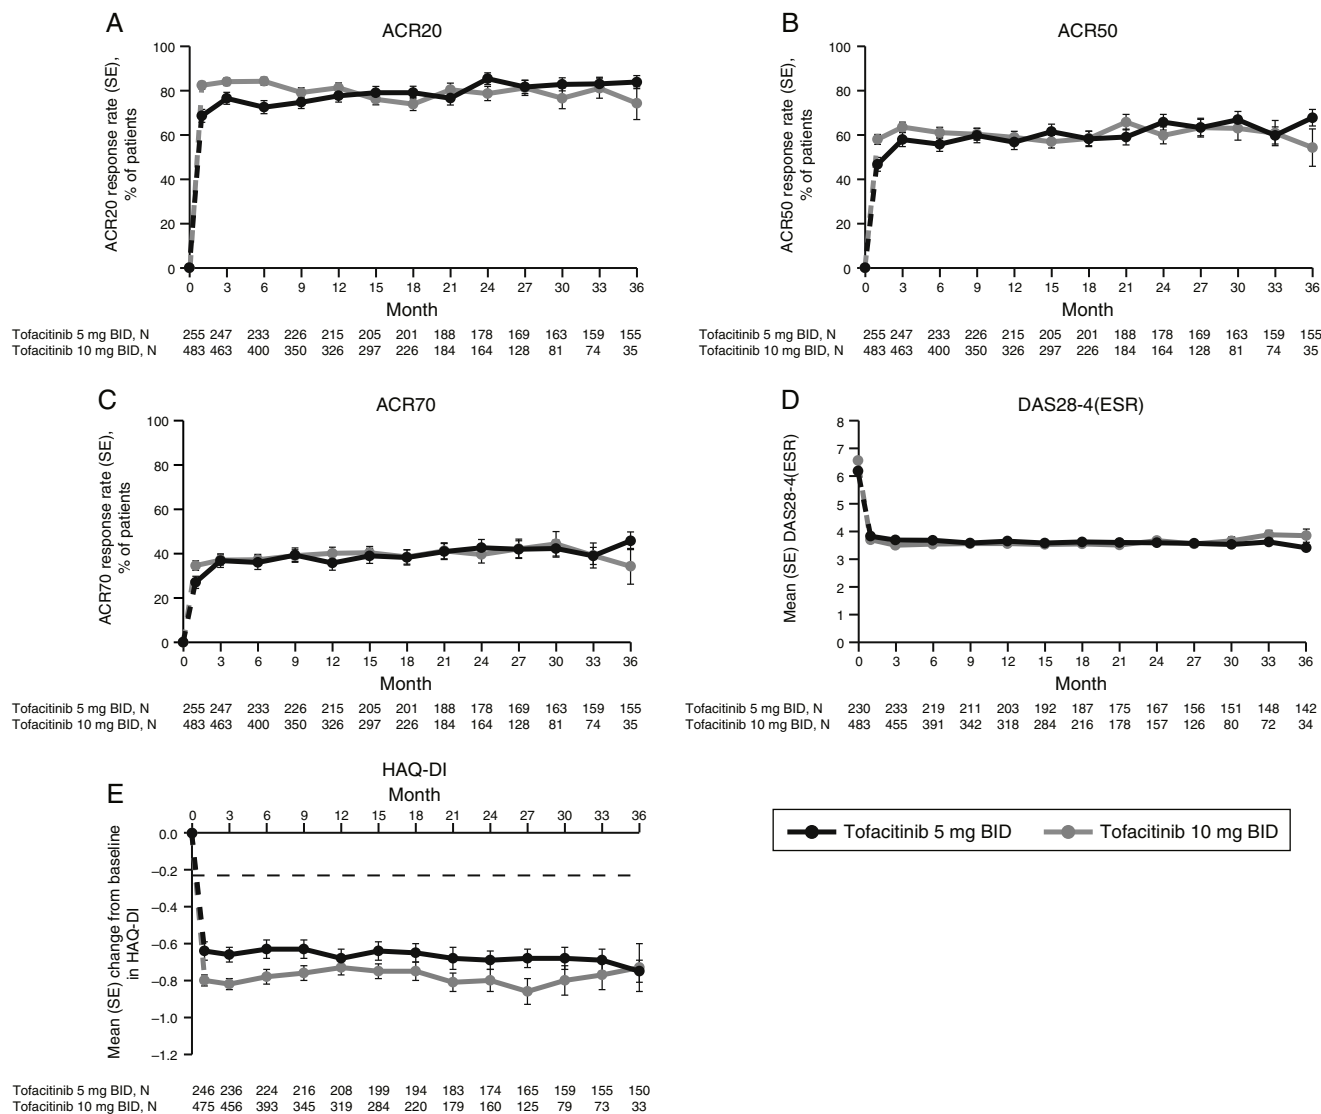 A
ACR20
ACR20 response rate (SE),
% of patients
100
80
60
40
20
0
0 3 6 9 12 15 18 21 24 27 30 33 36
Month
Tofacitinib 5 mg BID, N 255 247 233 226 215 205 201 188 178 169 163 159 155
Tofacitinib 10 mg BID, N 483 463 400 350 326 297 226 184 164 128 81 74 35
B
ACR50
ACR50 response rate (SE),
% of patients
100
80
60
40
20
0
0 3 6 9 12 15 18 21 24 27 30 33 36
Month
Tofacitinib 5 mg BID, N 255 247 233 226 215 205 201 188 178 169 163 159 155
Tofacitinib 10 mg BID, N 483 463 400 350 326 297 226 184 164 128 81 74 35
C
ACR70
ACR70 response rate (SE),
% of patients
100
80
60
40
20
0
0 3 6 9 12 15 18 21 24 27 30 33 36
Month
Tofacitinib 5 mg BID, N 255 247 233 226 215 205 201 188 178 169 163 159 155
Tofacitinib 10 mg BID, N 483 463 400 350 326 297 226 184 164 128 81 74 35
D
DAS28-4(ESR)
Mean (SE) DAS28-4(ESR)
8
7
6
5
4
3
2
1
0
0 3 6 9 12 15 18 21 24 27 30 33 36
Month
Tofacitinib 5 mg BID, N 230 233 219 211 203 192 187 175 167 156 151 148 142
Tofacitinib 10 mg BID, N 483 455 391 342 318 284 216 178 157 126 80 72 34
E
HAQ-DI
Month
0 3 6 9 12 15 18 21 24 27 30 33 36
Mean (SE) change from baseline
in HAQ-DI
0.0
−0.2
−0.4
−0.6
−0.8
−1.0
−1.2
Tofacitinib 5 mg BID, N 246 236 224 216 208 199 194 183 174 165 159 155 150
Tofacitinib 10 mg BID, N 475 456 393 345 319 284 220 179 160 125 79 73 33
Tofacitinib 5 mg BID Tofacitinib 10 mg BID